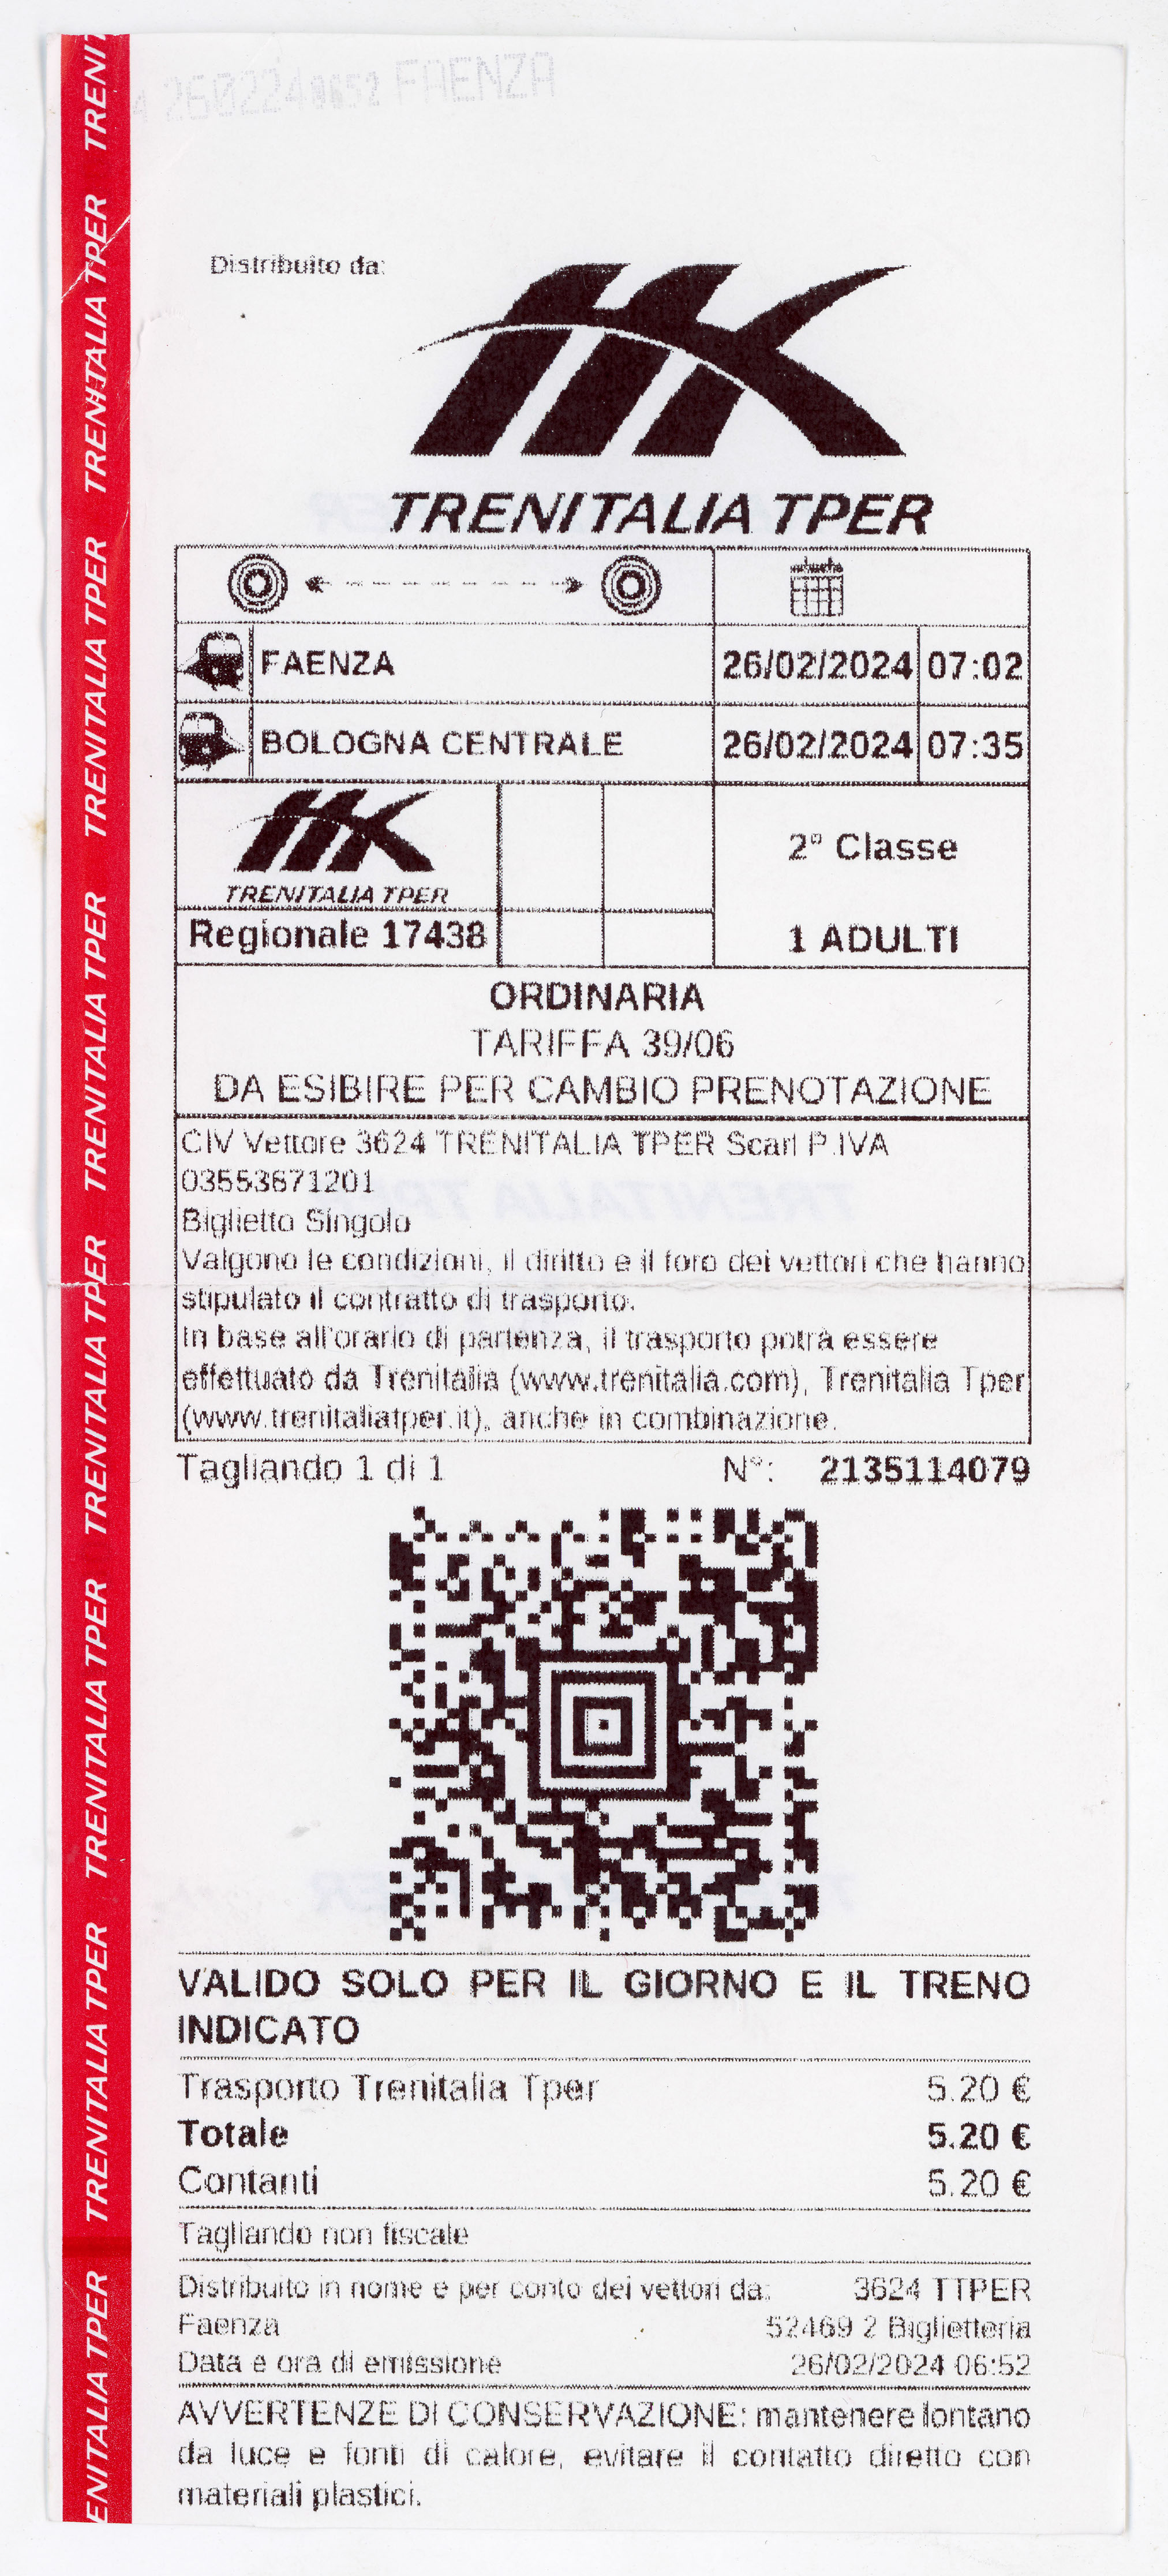 260224 0652 FAENZA
Distribuito da:
TRENITALIA TPER
FAENZA 26/02/2024 07:02
BOLOGNA CENTRALE 26/02/2024 07:35
TRENITALIA TPER
2ª Classe
Regionale 17438
1 ADULTI
ORDINARIA
TARIFFA 39/06
DA ESIBIRE PER CAMBIO PRENOTAZIONE
CIV Vettore 3624 TRENITALIA TPER Scarl P.IVA
03553671201
Biglietto Singolo
Valgono le condizioni, il diritto e il foro dei vettori che hanno
stipulato il contratto di trasporto.
In base all'orario di partenza, il trasporto potrà essere
effettuato da Trenitalia (www.trenitalia.com), Trenitalia Tper
(www.trenitaliatper.it), anche in combinazione.
Tagliando 1 di 1 N°: 2135114079
VALIDO SOLO PER IL GIORNO E IL TRENO
INDICATO
Trasporto Trenitalia Tper 5.20 €
Totale 5.20 €
Contanti 5.20 €
Tagliando non fiscale
Distribuito in nome e per conto dei vettori da: 3624 TTPER
Faenza 52469 2 Biglietteria
Data e ora di emissione 26/02/2024 06:52
AVVERTENZE DI CONSERVAZIONE: mantenere lontano
da luce e fonti di calore, evitare il contatto diretto con
materiali plastici.
ENITALIA TPER TRENITALIA TPER TRENITALIA TPER TRENITALIA TPER TRENITALIA TPER TRENITALIA TPER TRENITALIA TPER TRENIT